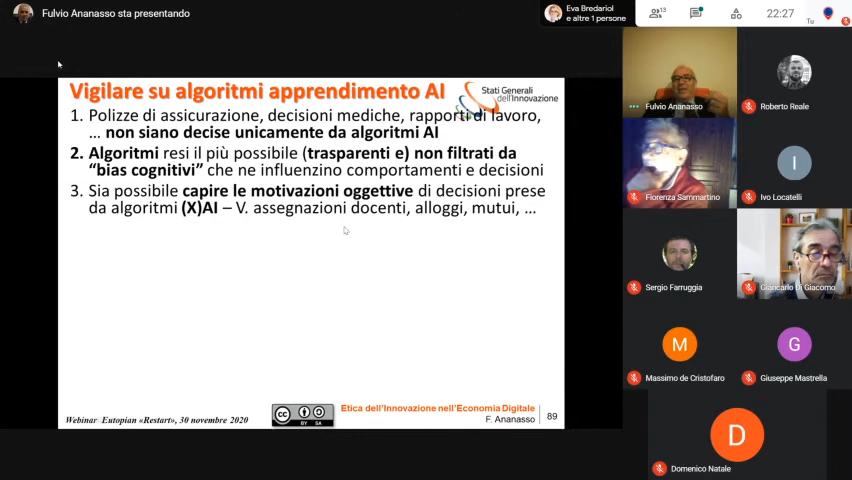 Fulvio Ananasso sta presentando
Eva Bredariol
e altre 1 persone
13
22:27
Tu
Vigilare su algoritmi apprendimento AI
Stati Generali
dell'Innovazione
1. Polizze di assicurazione, decisioni mediche, rapporti di lavoro,
... non siano decise unicamente da algoritmi AI
2. Algoritmi resi il più possibile (trasparenti e) non filtrati da
“bias cognitivi” che ne influenzino comportamenti e decisioni
3. Sia possibile capire le motivazioni oggettive di decisioni prese
da algoritmi (X)AI – V. assegnazioni docenti, alloggi, mutui, ...
Webinar Eutopian «Restart», 30 novembre 2020
cc
BY SA
Etica dell'Innovazione nell'Economia Digitale
F. Ananasso
89
Fulvio Ananasso
Roberto Reale
Fiorenza Sammartino
I
Ivo Locatelli
Sergio Farruggia
Giancarlo Di Giacomo
M
Massimo de Cristofaro
G
Giuseppe Mastrella
D
Domenico Natale